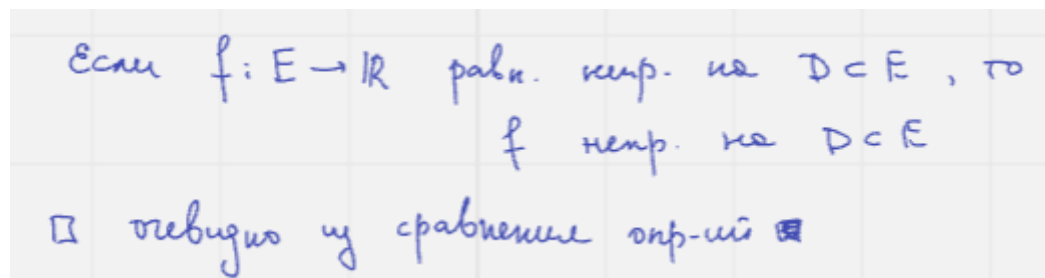 Если f: E → ℝ равн. непр. на D ⊂ E, то
f непр. на D ⊂ E
□ очевидно из сравнения опр-ий ■